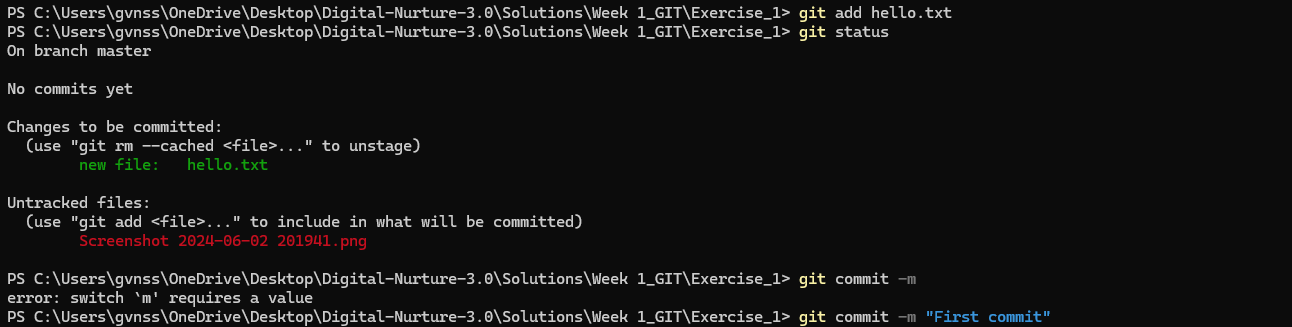 PS C:\Users\gvnss\OneDrive\Desktop\Digital-Nurture-3.0\Solutions\Week 1_GIT\Exercise_1> git add hello.txt
PS C:\Users\gvnss\OneDrive\Desktop\Digital-Nurture-3.0\Solutions\Week 1_GIT\Exercise_1> git status
On branch master

No commits yet

Changes to be committed:
  (use "git rm --cached <file>..." to unstage)
        new file:   hello.txt

Untracked files:
  (use "git add <file>..." to include in what will be committed)
        Screenshot 2024-06-02 201941.png

PS C:\Users\gvnss\OneDrive\Desktop\Digital-Nurture-3.0\Solutions\Week 1_GIT\Exercise_1> git commit -m
error: switch `m' requires a value
PS C:\Users\gvnss\OneDrive\Desktop\Digital-Nurture-3.0\Solutions\Week 1_GIT\Exercise_1> git commit -m "First commit"